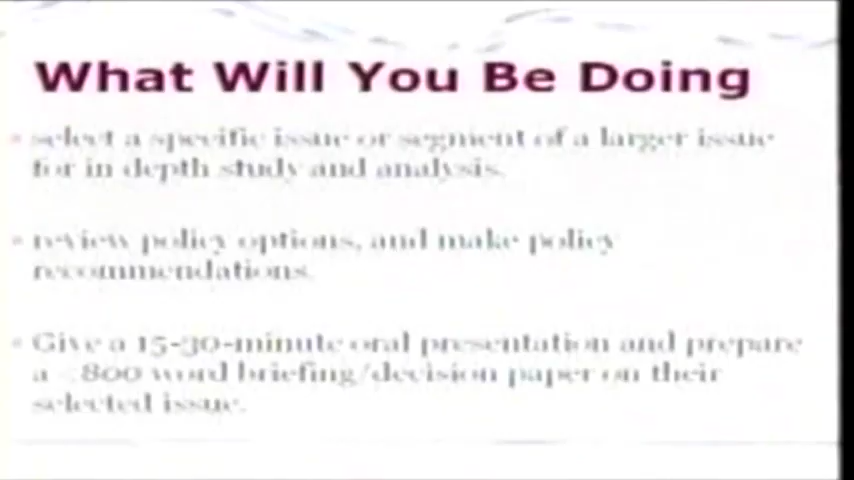 What Will You Be Doing
select a specific issue or segment of a larger issue
for in depth study and analysis.
review policy options, and make policy
recommendations.
Give a 15-30-minute oral presentation and prepare
a 800 word briefing/decision paper on their
selected issue.